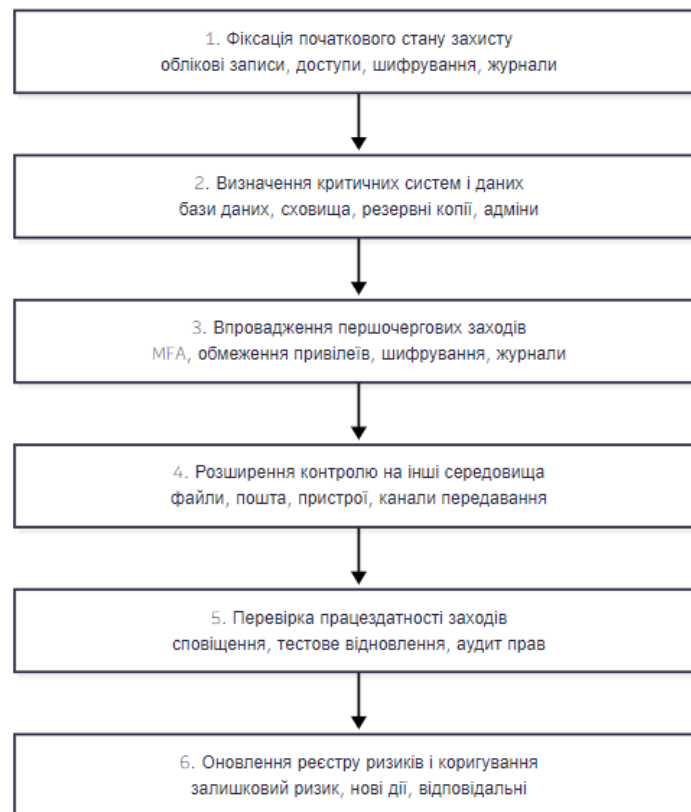 1. Фіксація початкового стану захисту
облікові записи, доступи, шифрування, журнали
2. Визначення критичних систем і даних
бази даних, сховища, резервні копії, адміни
3. Впровадження першочергових заходів
MFA, обмеження привілеїв, шифрування, журнали
4. Розширення контролю на інші середовища
файли, пошта, пристрої, канали передавання
5. Перевірка працездатності заходів
сповіщення, тестове відновлення, аудит прав
6. Оновлення реєстру ризиків і коригування
залишковий ризик, нові дії, відповідальні